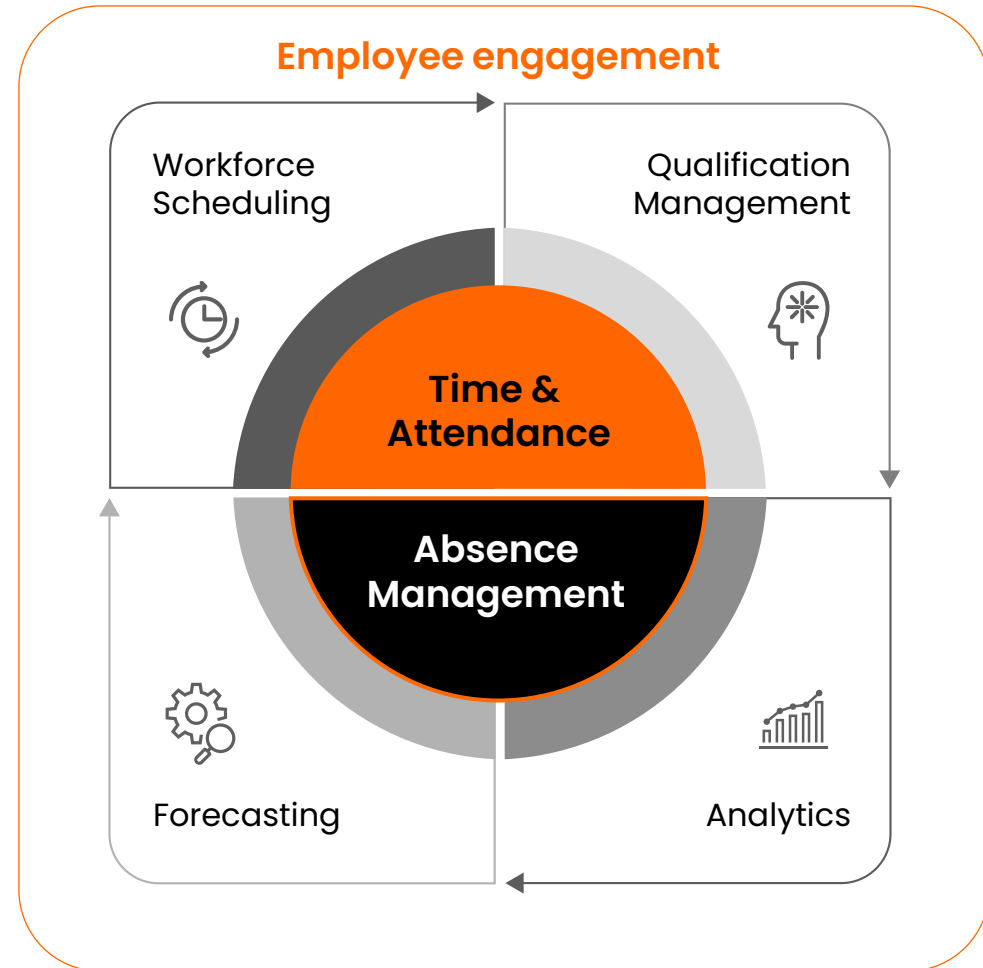 Employee engagement
Workforce
Scheduling
Qualification
Management
Time &
Attendance
Absence
Management
Forecasting
Analytics